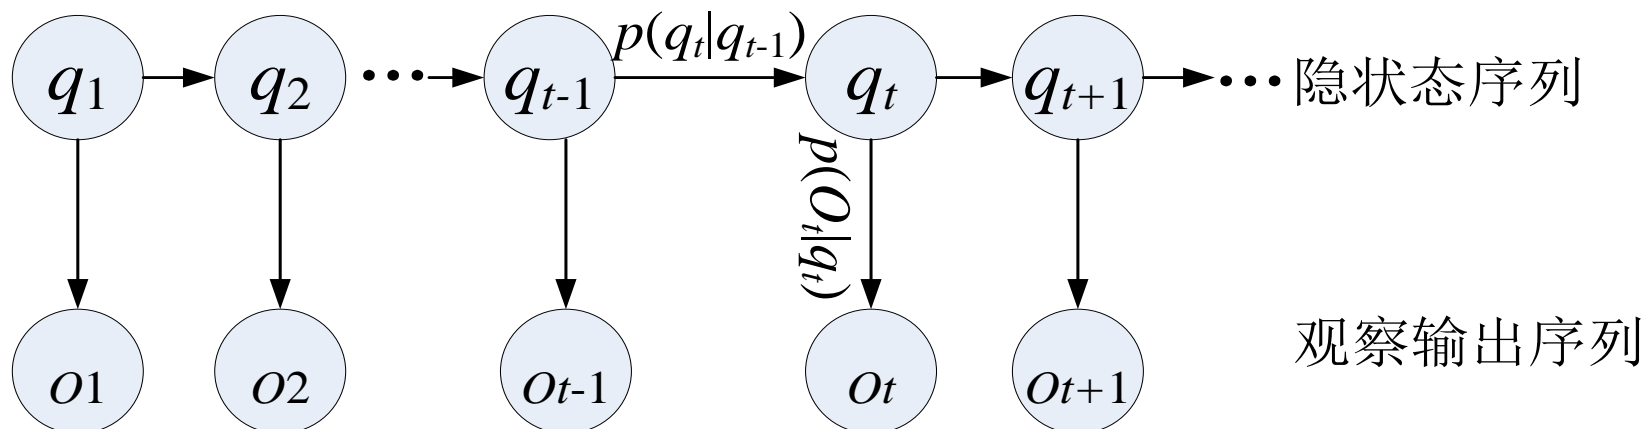 p(qt|qt-1)
q1 q2 … qt-1 qt qt+1 … 隐状态序列
p(Ot|qt)
观察输出序列
O1 O2 Ot-1 Ot Ot+1